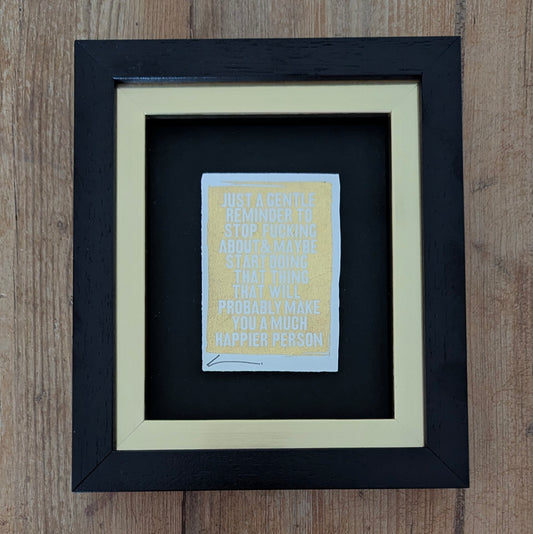 JUST A GENTLE
REMINDER TO
STOP FUCKING
ABOUT & MAYBE
START DOING
THAT THING
THAT WILL
PROBABLY MAKE
YOU A MUCH
HAPPIER PERSON